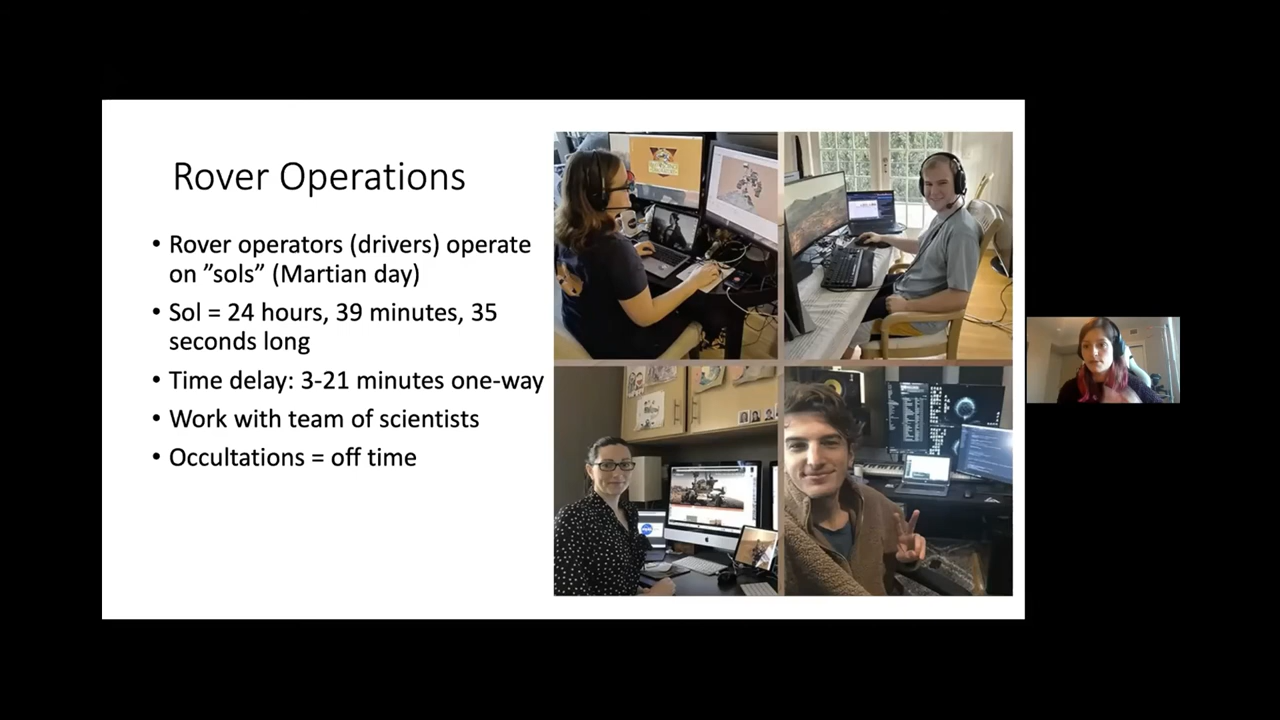 Rover Operations
• Rover operators (drivers) operate
on ”sols” (Martian day)
• Sol = 24 hours, 39 minutes, 35
seconds long
• Time delay: 3-21 minutes one-way
• Work with team of scientists
• Occultations = off time